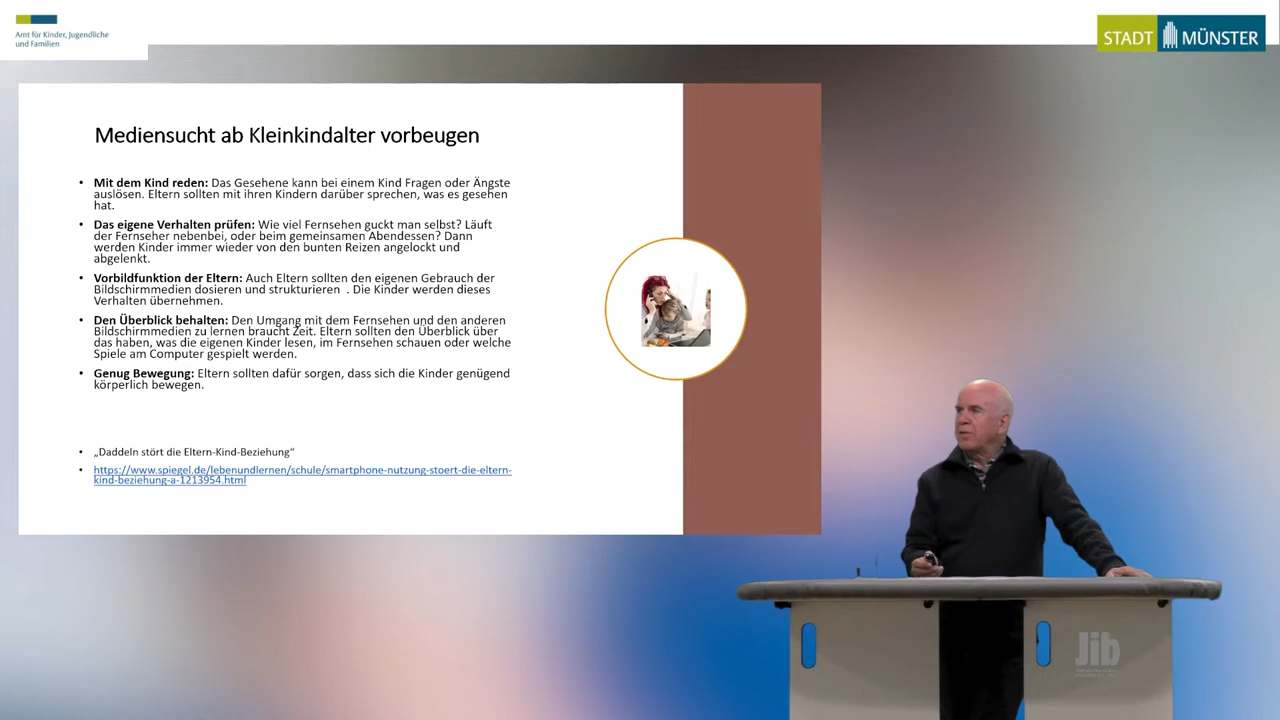 Amt für Kinder, Jugendliche
und Familien
STADT MÜNSTER
Mediensucht ab Kleinkindalter vorbeugen
• Mit dem Kind reden: Das Gesehene kann bei einem Kind Fragen oder Ängste
auslösen. Eltern sollten mit ihren Kindern darüber sprechen, was es gesehen
hat.
• Das eigene Verhalten prüfen: Wie viel Fernsehen guckt man selbst? Läuft
der Fernseher nebenbei, oder beim gemeinsamen Abendessen? Dann
werden Kinder immer wieder von den bunten Reizen angelockt und
abgelenkt.
• Vorbildfunktion der Eltern: Auch Eltern sollten den eigenen Gebrauch der
Bildschirmmedien dosieren und strukturieren . Die Kinder werden dieses
Verhalten übernehmen.
• Den Überblick behalten: Den Umgang mit dem Fernsehen und den anderen
Bildschirmmedien zu lernen braucht Zeit. Eltern sollten den Überblick über
das haben, was die eigenen Kinder lesen, im Fernsehen schauen oder welche
Spiele am Computer gespielt werden.
• Genug Bewegung: Eltern sollten dafür sorgen, dass sich die Kinder genügend
körperlich bewegen.
• „Daddeln stört die Eltern-Kind-Beziehung“
• https://www.spiegel.de/lebenundlernen/schule/smartphone-nutzung-stoert-die-eltern-
kind-beziehung-a-1213954.html
Jib